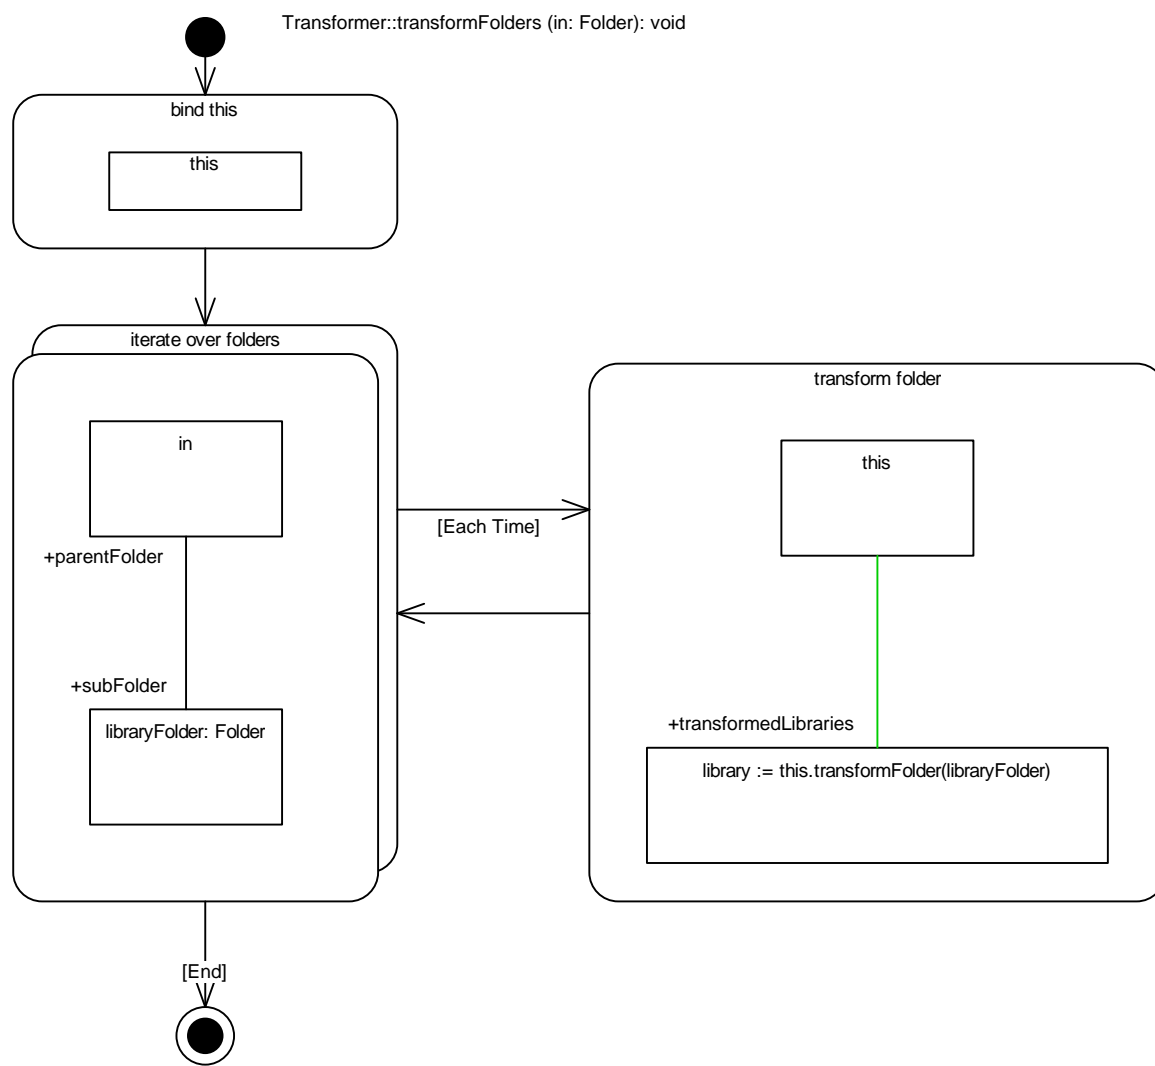 Transformer::transformFolders (in: Folder): void
bind this
this
iterate over folders
in
+parentFolder
+subFolder
libraryFolder: Folder
[Each Time]
transform folder
this
+transformedLibraries
library := this.transformFolder(libraryFolder)
[End]